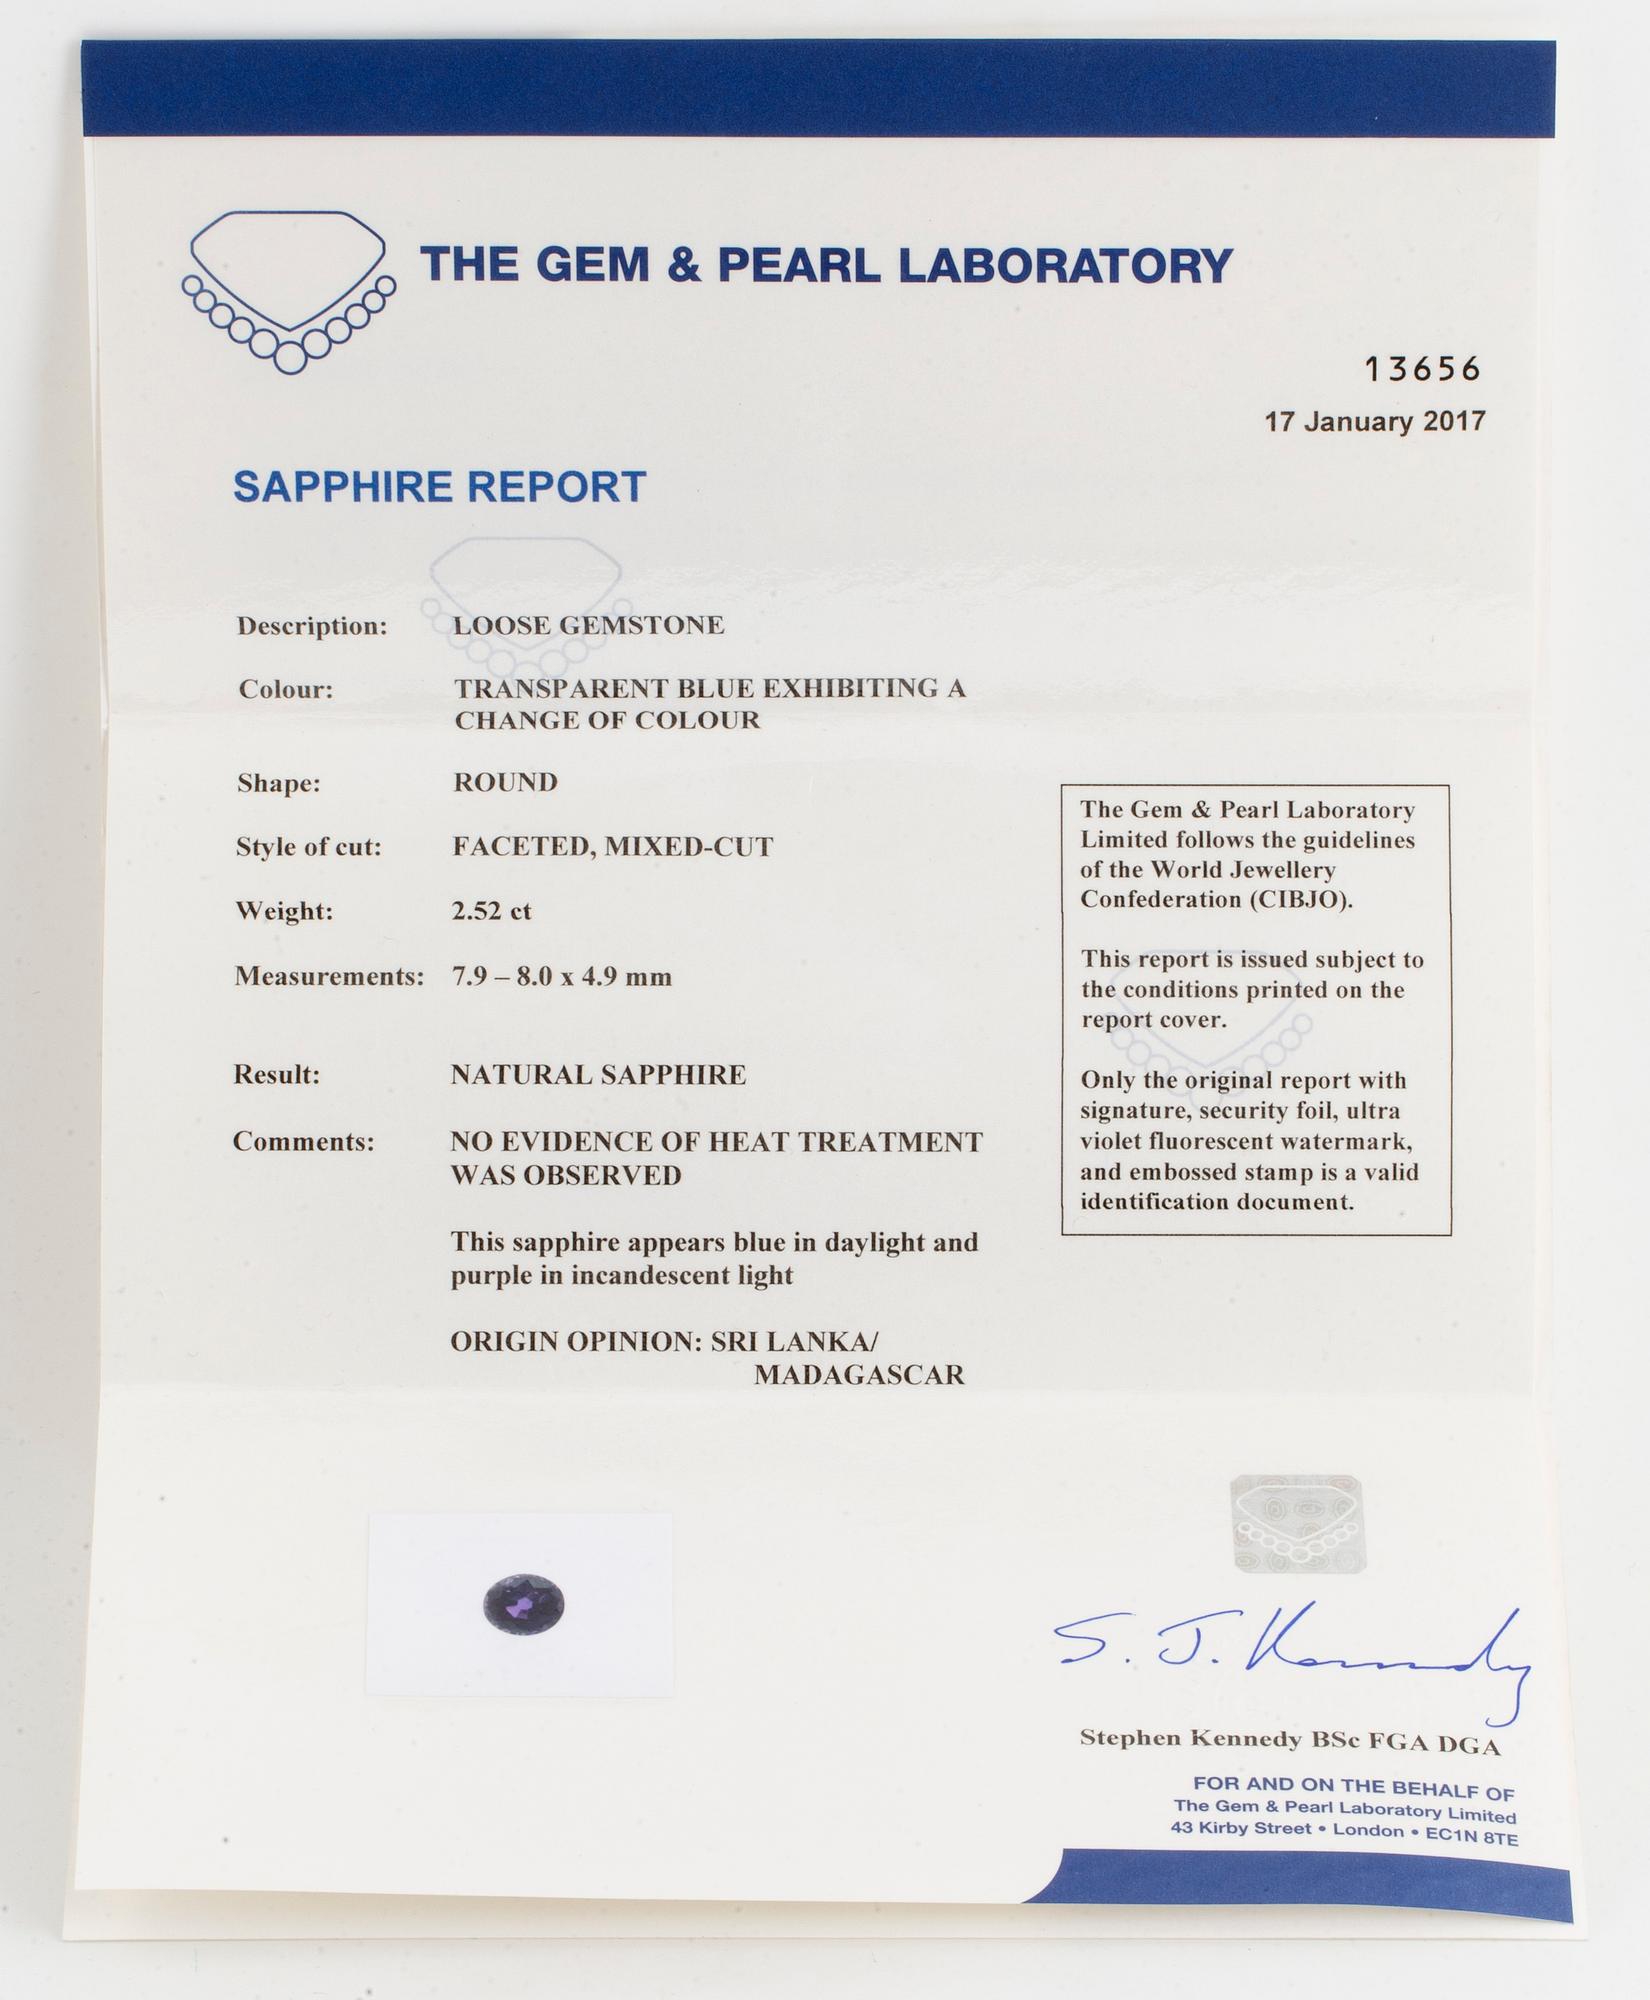 THE GEM & PEARL LABORATORY
13656
17 January 2017
SAPPHIRE REPORT
Description: LOOSE GEMSTONE
Colour: TRANSPARENT BLUE EXHIBITING A
CHANGE OF COLOUR
Shape: ROUND
Style of cut: FACETED, MIXED-CUT
Weight: 2.52 ct
Measurements: 7.9 – 8.0 x 4.9 mm
Result: NATURAL SAPPHIRE
Comments: NO EVIDENCE OF HEAT TREATMENT
WAS OBSERVED
This sapphire appears blue in daylight and
purple in incandescent light
ORIGIN OPINION: SRI LANKA/
MADAGASCAR
The Gem & Pearl Laboratory
Limited follows the guidelines
of the World Jewellery
Confederation (CIBJO).
This report is issued subject to
the conditions printed on the
report cover.
Only the original report with
signature, security foil, ultra
violet fluorescent watermark,
and embossed stamp is a valid
identification document.
S. J. Kennedy
Stephen Kennedy BSc FGA DGA
FOR AND ON THE BEHALF OF
The Gem & Pearl Laboratory Limited
43 Kirby Street • London • EC1N 8TE